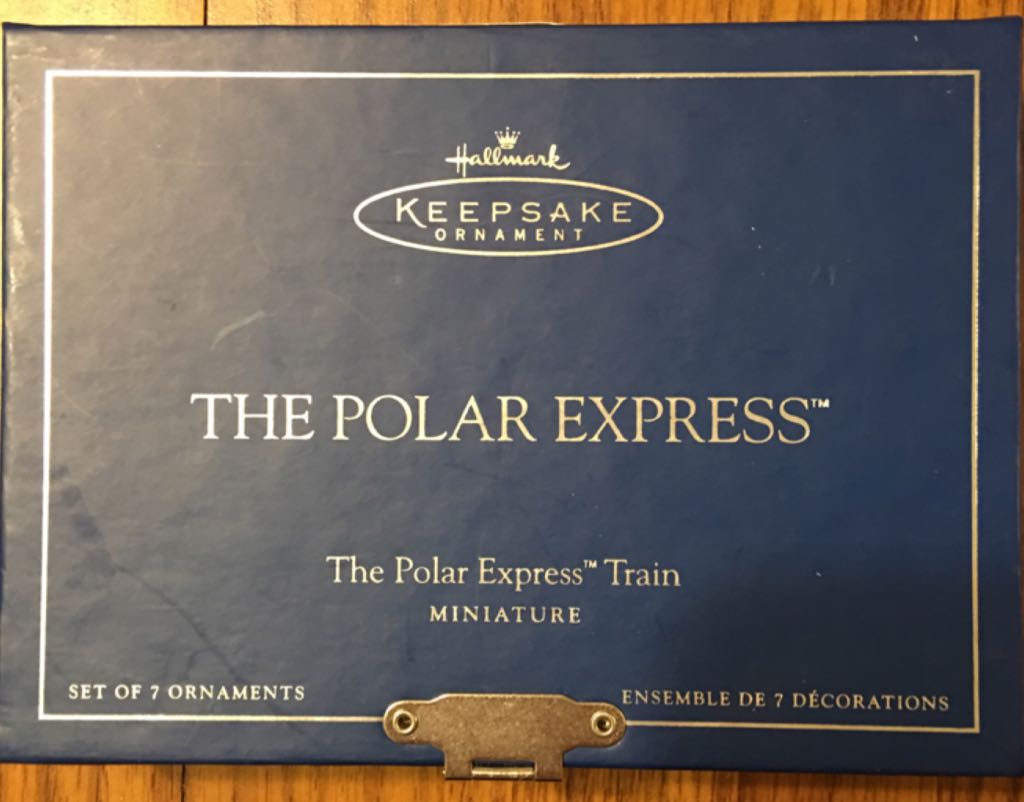 Hallmark
KEEPSAKE
ORNAMENT
THE POLAR EXPRESS™
The Polar Express™ Train
MINIATURE
SET OF 7 ORNAMENTS
ENSEMBLE DE 7 DÉCORATIONS